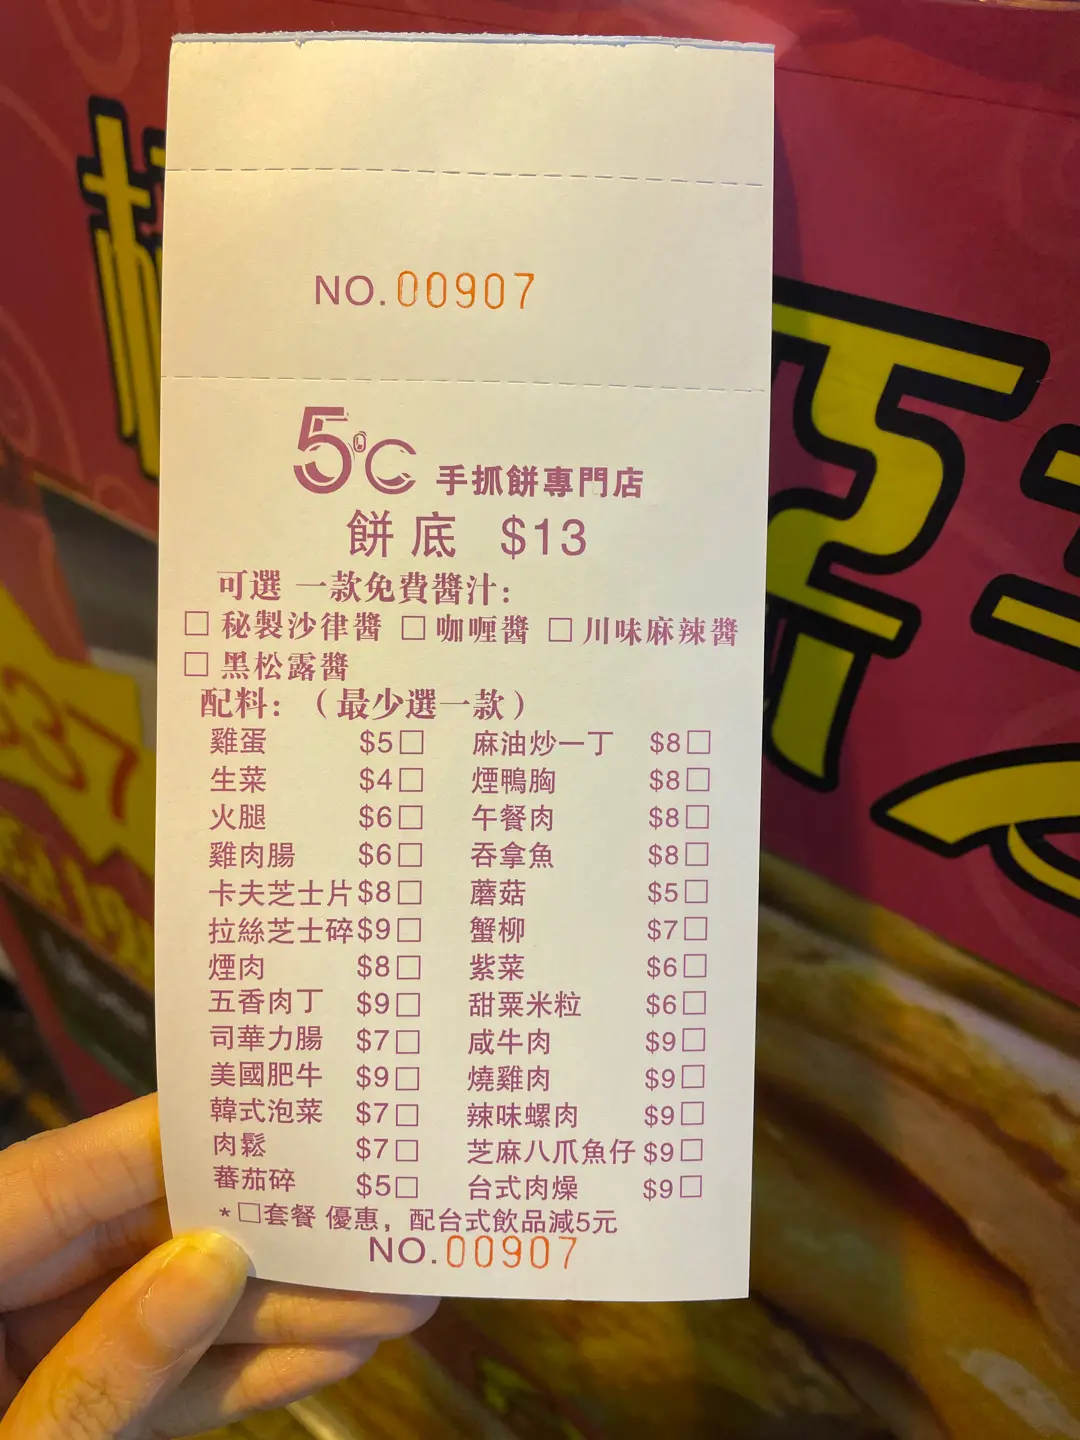 NO.00907
5℃ 手抓餅專門店
餅底 $13
可選 一款免費醬汁：
□ 秘製沙律醬 □ 咖喱醬 □ 川味麻辣醬
□ 黑松露醬
配料：（最少選一款）
雞蛋 $5□ 麻油炒一丁 $8□
生菜 $4□ 煙鴨胸 $8□
火腿 $6□ 午餐肉 $8□
雞肉腸 $6□ 吞拿魚 $8□
卡夫芝士片 $8□ 蘑菇 $5□
拉絲芝士碎 $9□ 蟹柳 $7□
煙肉 $8□ 紫菜 $6□
五香肉丁 $9□ 甜粟米粒 $6□
司華力腸 $7□ 咸牛肉 $9□
美國肥牛 $9□ 燒雞肉 $9□
韓式泡菜 $7□ 辣味螺肉 $9□
肉鬆 $7□ 芝麻八爪魚仔 $9□
蕃茄碎 $5□ 台式肉燥 $9□
*□套餐 優惠，配台式飲品減5元
NO.00907